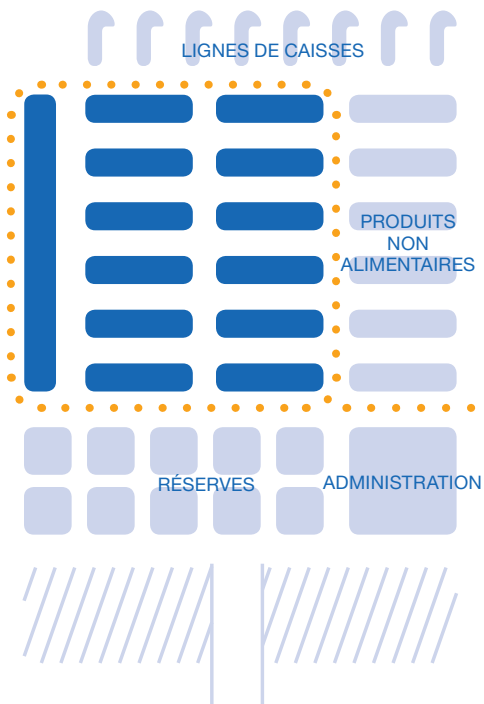 LIGNES DE CAISSES
PRODUITS
NON
ALIMENTAIRES
RÉSERVES
ADMINISTRATION